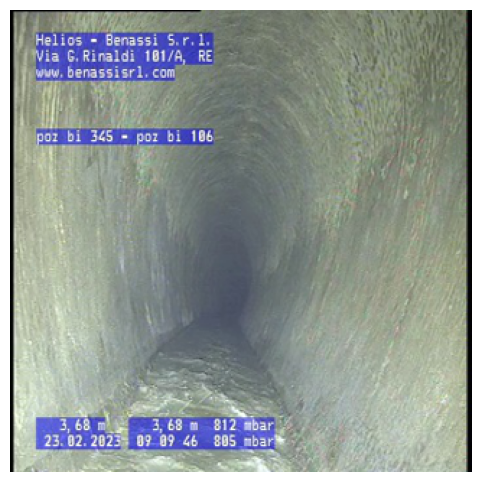 Helios - Benassi S.r.l.
Via G.Rinaldi 101/A, RE
www.benassisrl.com
poz bi 345 - poz bi 106
3,68 m 3,68 m 812 mbar
23.02.2023 09 09 46 805 mbar